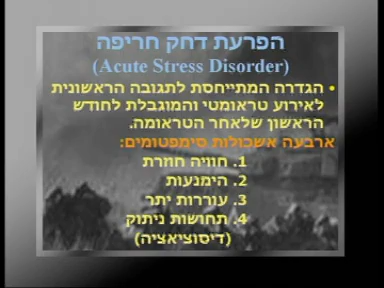 הפרעת דחק חריפה
(Acute Stress Disorder)
• הגדרה המתייחסת לתגובה הראשונית
לאירוע טראומטי והמוגבלת לחודש
הראשון שלאחר הטראומה.
ארבעה אשכולות סימפטומים:
1. חוויה חוזרת
2. הימנעות
3. עוררות יתר
4. תחושות ניתוק
(דיסוציאציה)